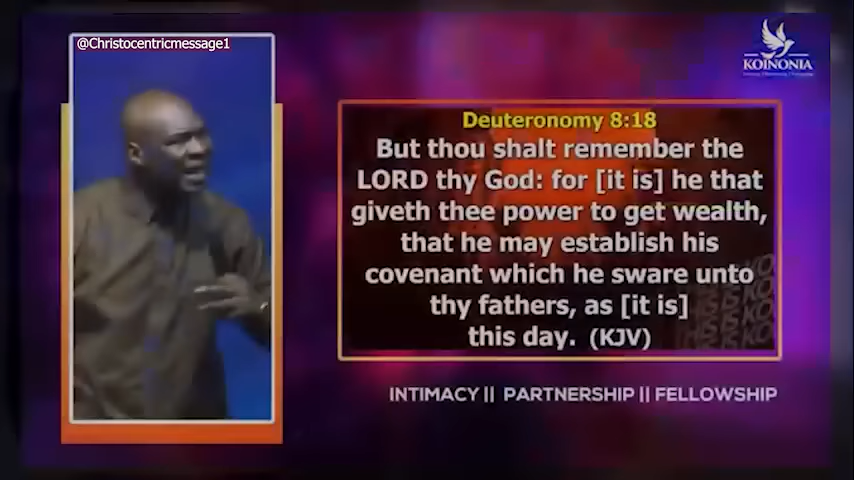 @Christocentricmessage1
KOINONIA
Deuteronomy 8:18
But thou shalt remember the
LORD thy God: for [it is] he that
giveth thee power to get wealth,
that he may establish his
covenant which he sware unto
thy fathers, as [it is]
this day. (KJV)
INTIMACY || PARTNERSHIP || FELLOWSHIP